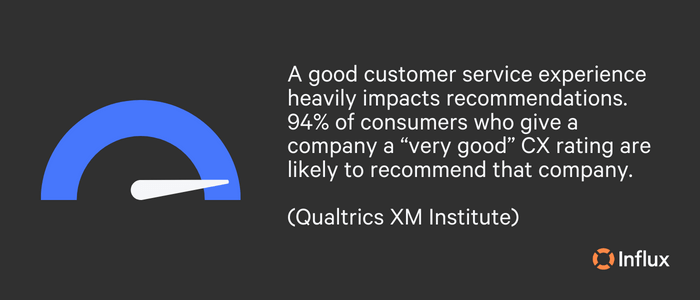 A good customer service experience
heavily impacts recommendations.
94% of consumers who give a
company a “very good” CX rating are
likely to recommend that company.
(Qualtrics XM Institute)
Influx